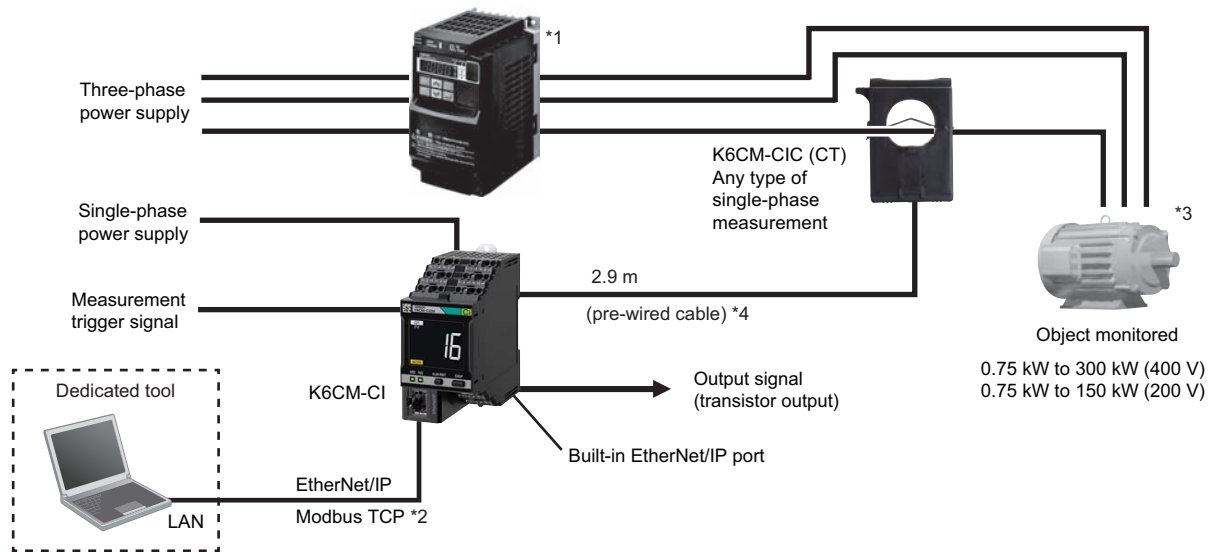 *1
Three-phase
power supply
K6CM-CIC (CT)
Any type of
single-phase
measurement
Single-phase
power supply
*3
2.9 m
Measurement
trigger signal
(pre-wired cable) *4
16
Object monitored
0.75 kW to 300 kW (400 V)
0.75 kW to 150 kW (200 V)
Dedicated tool
K6CM-CI
Output signal
(transistor output)
Built-in EtherNet/IP port
EtherNet/IP
LAN
Modbus TCP *2